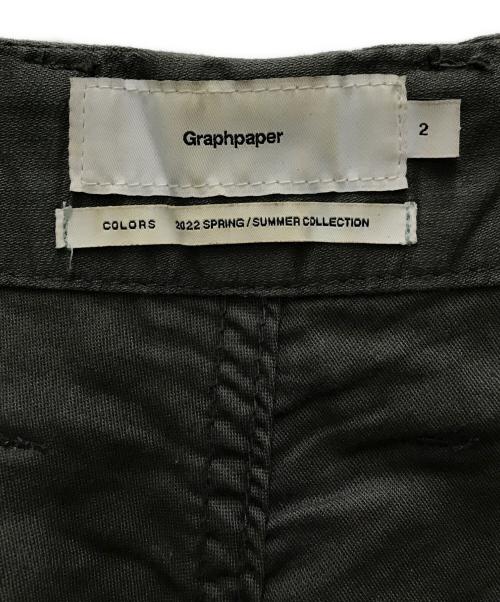 Graphpaper
2
COLORS 2022 SPRING/SUMMER COLLECTION